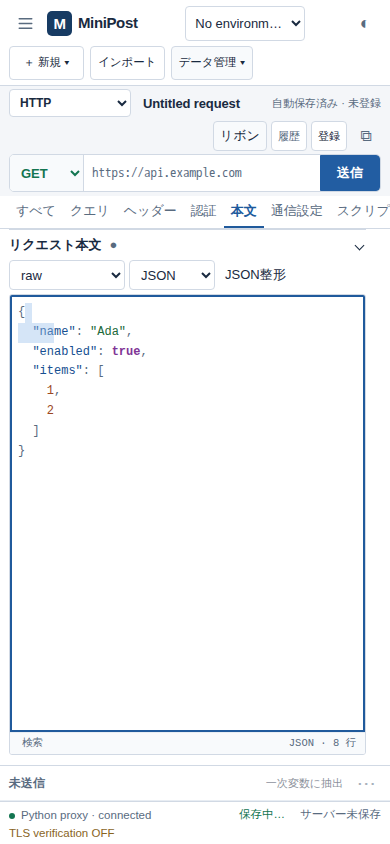 M MiniPost No environm…
+ 新規 ▾ インポート データ管理 ▾
HTTP Untitled request 自動保存済み · 未登録
リボン 履歴 登録
GET https://api.example.com 送信
すべて クエリ ヘッダー 認証 本文 通信設定 スクリプ
リクエスト本文 ●
raw JSON JSON整形
{
"name": "Ada",
"enabled": true,
"items": [
1,
2
]
}
検索 JSON · 8 行
未送信 一次変数に抽出 ···
Python proxy · connected 保存中… サーバー未保存
TLS verification OFF